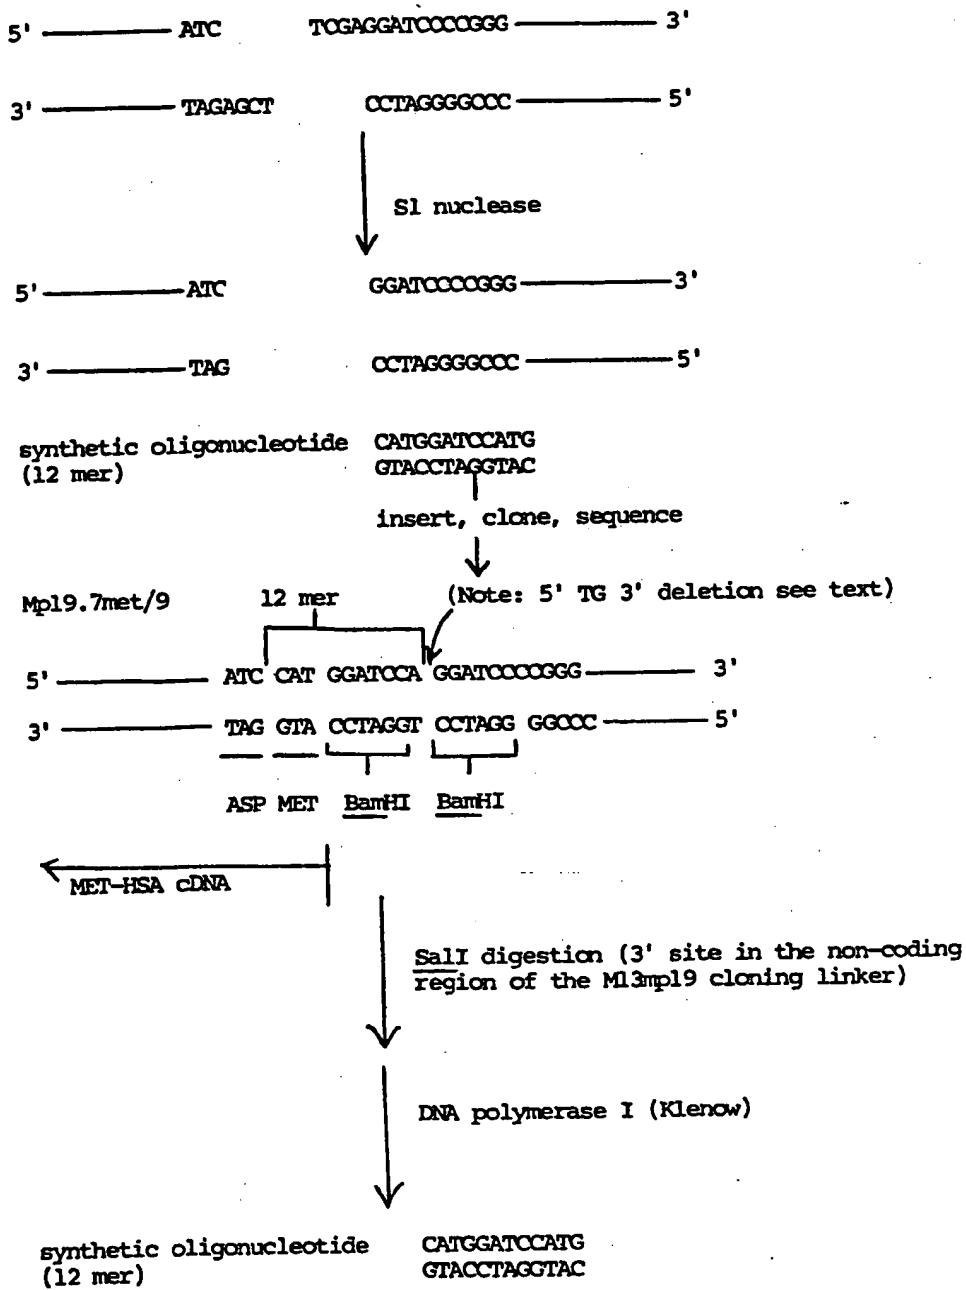 5' ATC TCGAGGATCCCCGGG 3'
3' TAGAGCT CCTAGGGGCCC 5'
S1 nuclease
5' ATC GGATCCCCGGG 3'
3' TAG CCTAGGGGCCC 5'
synthetic oligonucleotide CATGGATCCATG
(12 mer) GTACCTAGGTAC
insert, clone, sequence
Mp19.7met/9 12 mer (Note: 5' TG 3' deletion see text)
5' ATC CAT GGATCCA GGATCCCCGGG 3'
3' TAG GTA CCTAGGT CCTAGG GGCCC 5'
ASP MET BamHI BamHI
MET-HSA cDNA
SalI digestion (3' site in the non-coding
region of the M13mp19 cloning linker)
DNA polymerase I (Klenow)
synthetic oligonucleotide CATGGATCCATG
(12 mer) GTACCTAGGTAC